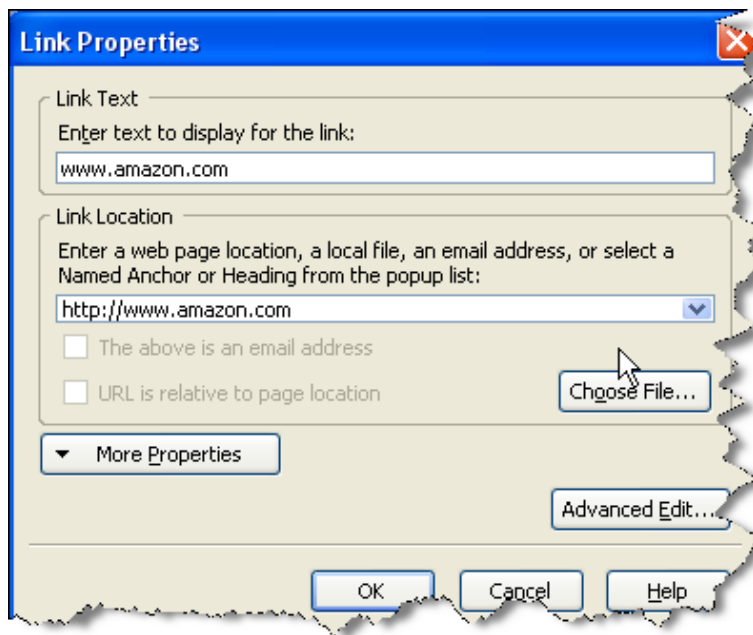 Link Properties
Link Text
Enter text to display for the link:
www.amazon.com
Link Location
Enter a web page location, a local file, an email address, or select a
Named Anchor or Heading from the popup list:
http://www.amazon.com
The above is an email address
URL is relative to page location
Choose File...
More Properties
Advanced Edit...
OK Cancel Help